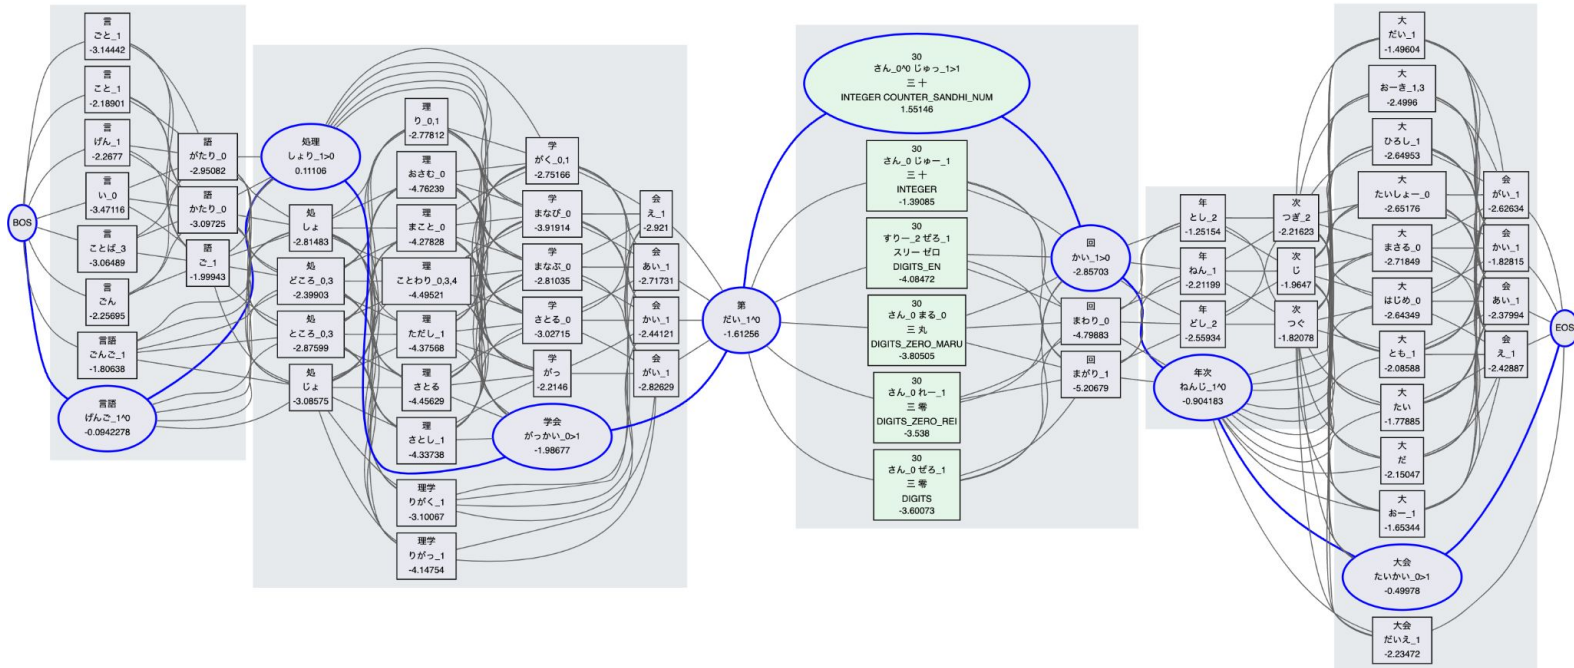 BOS
言
ごと_1
-3.14442
言
こと_1
-2.18901
言
げん_1
-2.2677
言
い_0
-3.47116
言
ことば_3
-3.06489
言
ごん
-2.25695
言語
ごんご_1
-1.80638
言語
げんご_1^0
-0.0942278
語
がたり_0
-2.95082
語
かたり_0
-3.09725
語
ご_1
-1.99943
処理
しょり_1>0
0.11106
処
しょ
-2.81483
処
どころ_0,3
-2.39903
処
ところ_0,3
-2.87599
処
じょ
-3.08575
理
り_0,1
-2.77812
理
おさむ_0
-4.76239
理
まこと_0
-4.27828
理
ことわり_0,3,4
-4.49521
理
ただし_1
-4.37568
理
さとる
-4.45629
理
さとし_1
-4.33738
理学
りがく_1
-3.10067
理学
りがっ_1
-4.14754
学
がく_0,1
-2.75166
学
まなび_0
-3.91914
学
まなぶ_0
-2.81035
学
さとる_0
-3.02715
学
がっ
-2.2146
学会
がっかい_0>1
-1.98677
会
え_1
-2.921
会
あい_1
-2.71731
会
かい_1
-2.44121
会
がい_1
-2.82629
第
だい_1^0
-1.61256
30
さん_0^0 じゅっ_1>1
三 十
INTEGER COUNTER_SANDHI_NUM
1.55146
30
さん_0 じゅー_1
三 十
INTEGER
-1.39085
30
すりー_2 ぜろ_1
スリー ゼロ
DIGITS_EN
-4.08472
30
さん_0 まる_0
三 丸
DIGITS_ZERO_MARU
-3.80505
30
さん_0 れー_1
三 零
DIGITS_ZERO_REI
-3.538
30
さん_0 ぜろ_1
三 零
DIGITS
-3.60073
回
かい_1>0
-2.85703
回
まわり_0
-4.79883
回
まがり_1
-5.20679
年
とし_2
-1.25154
年
ねん_1
-2.21199
年
どし_2
-2.55934
年次
ねんじ_1^0
-0.904183
次
つぎ_2
-2.21623
次
じ
-1.9647
次
つぐ
-1.82078
大
だい_1
-1.49604
大
おーき_1,3
-2.4996
大
ひろし_1
-2.64953
大
たいしょー_0
-2.65176
大
まさる_0
-2.71849
大
はじめ_0
-2.64349
大
とも_1
-2.08588
大
たい
-1.77885
大
だ
-2.15047
大
おー_1
-1.65344
大会
たいかい_0>1
-0.49978
大会
だいえ_1
-2.23472
会
がい_1
-2.62634
会
かい_1
-1.82815
会
あい_1
-2.37994
会
え_1
-2.42887
EOS